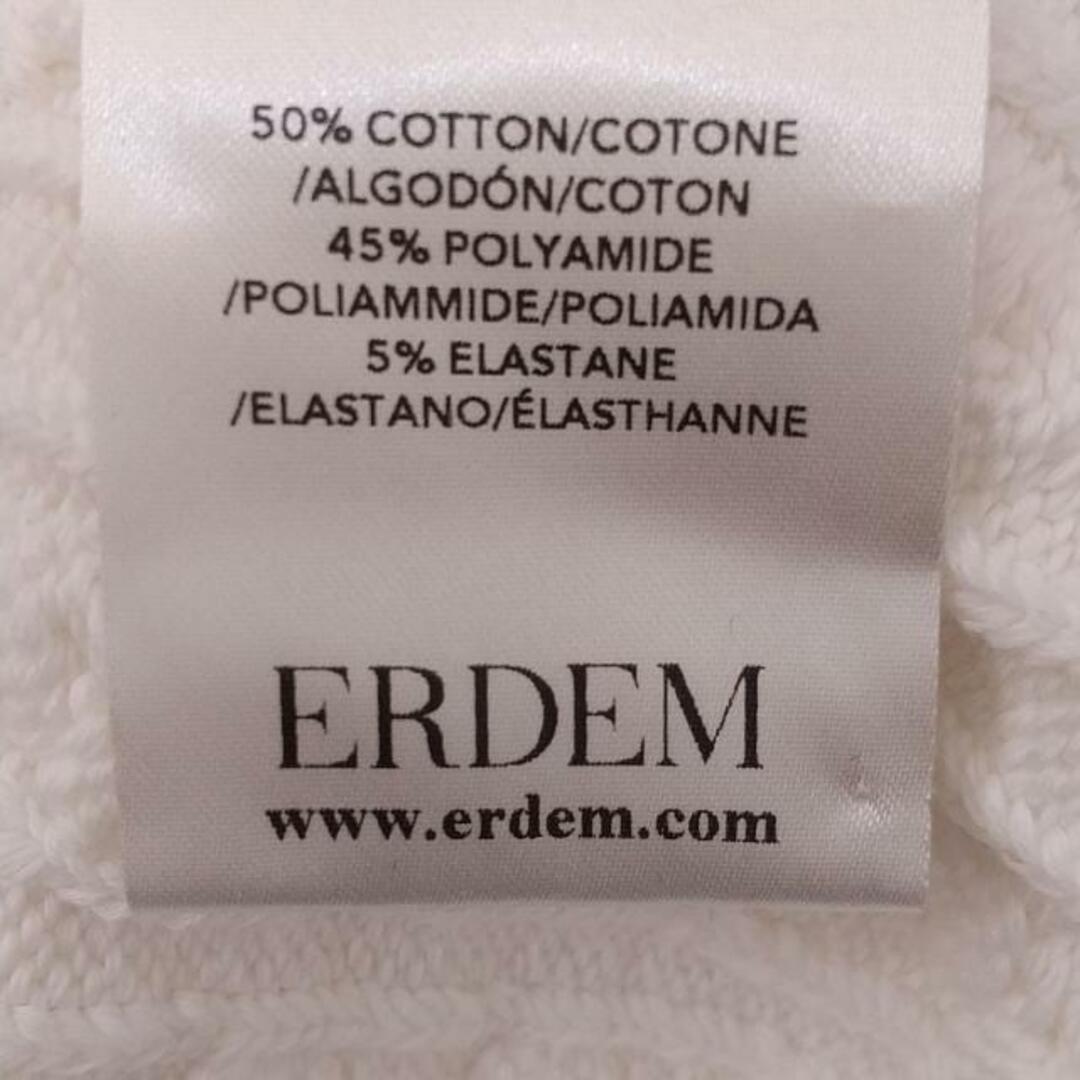 50% COTTON/COTONE
/ALGODÓN/COTON
45% POLYAMIDE
/POLIAMMIDE/POLIAMIDA
5% ELASTANE
/ELASTANO/ÉLASTHANNE
ERDEM
www.erdem.com